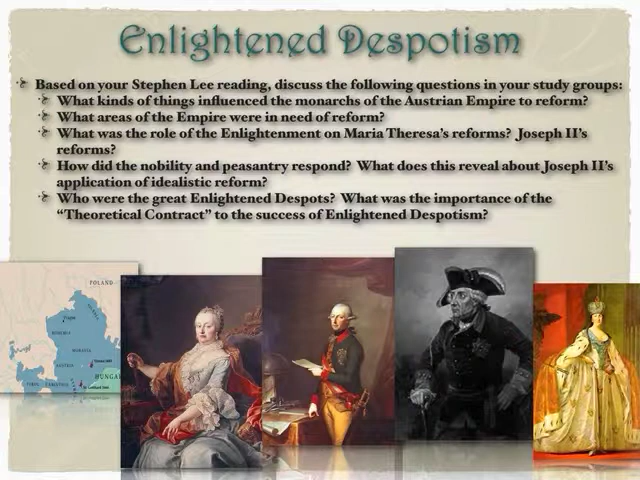 Enlightened Despotism
Based on your Stephen Lee reading, discuss the following questions in your study groups:
What kinds of things influenced the monarchs of the Austrian Empire to reform?
What areas of the Empire were in need of reform?
What was the role of the Enlightenment on Maria Theresa's reforms? Joseph II's
reforms?
How did the nobility and peasantry respond? What does this reveal about Joseph II's
application of idealistic reform?
Who were the great Enlightened Despots? What was the importance of the
"Theoretical Contract" to the success of Enlightened Despotism?
POLAND
BOHEMIA
MORAVIA
AUSTRIA
HUNGAR
TYROL CARINTHIA